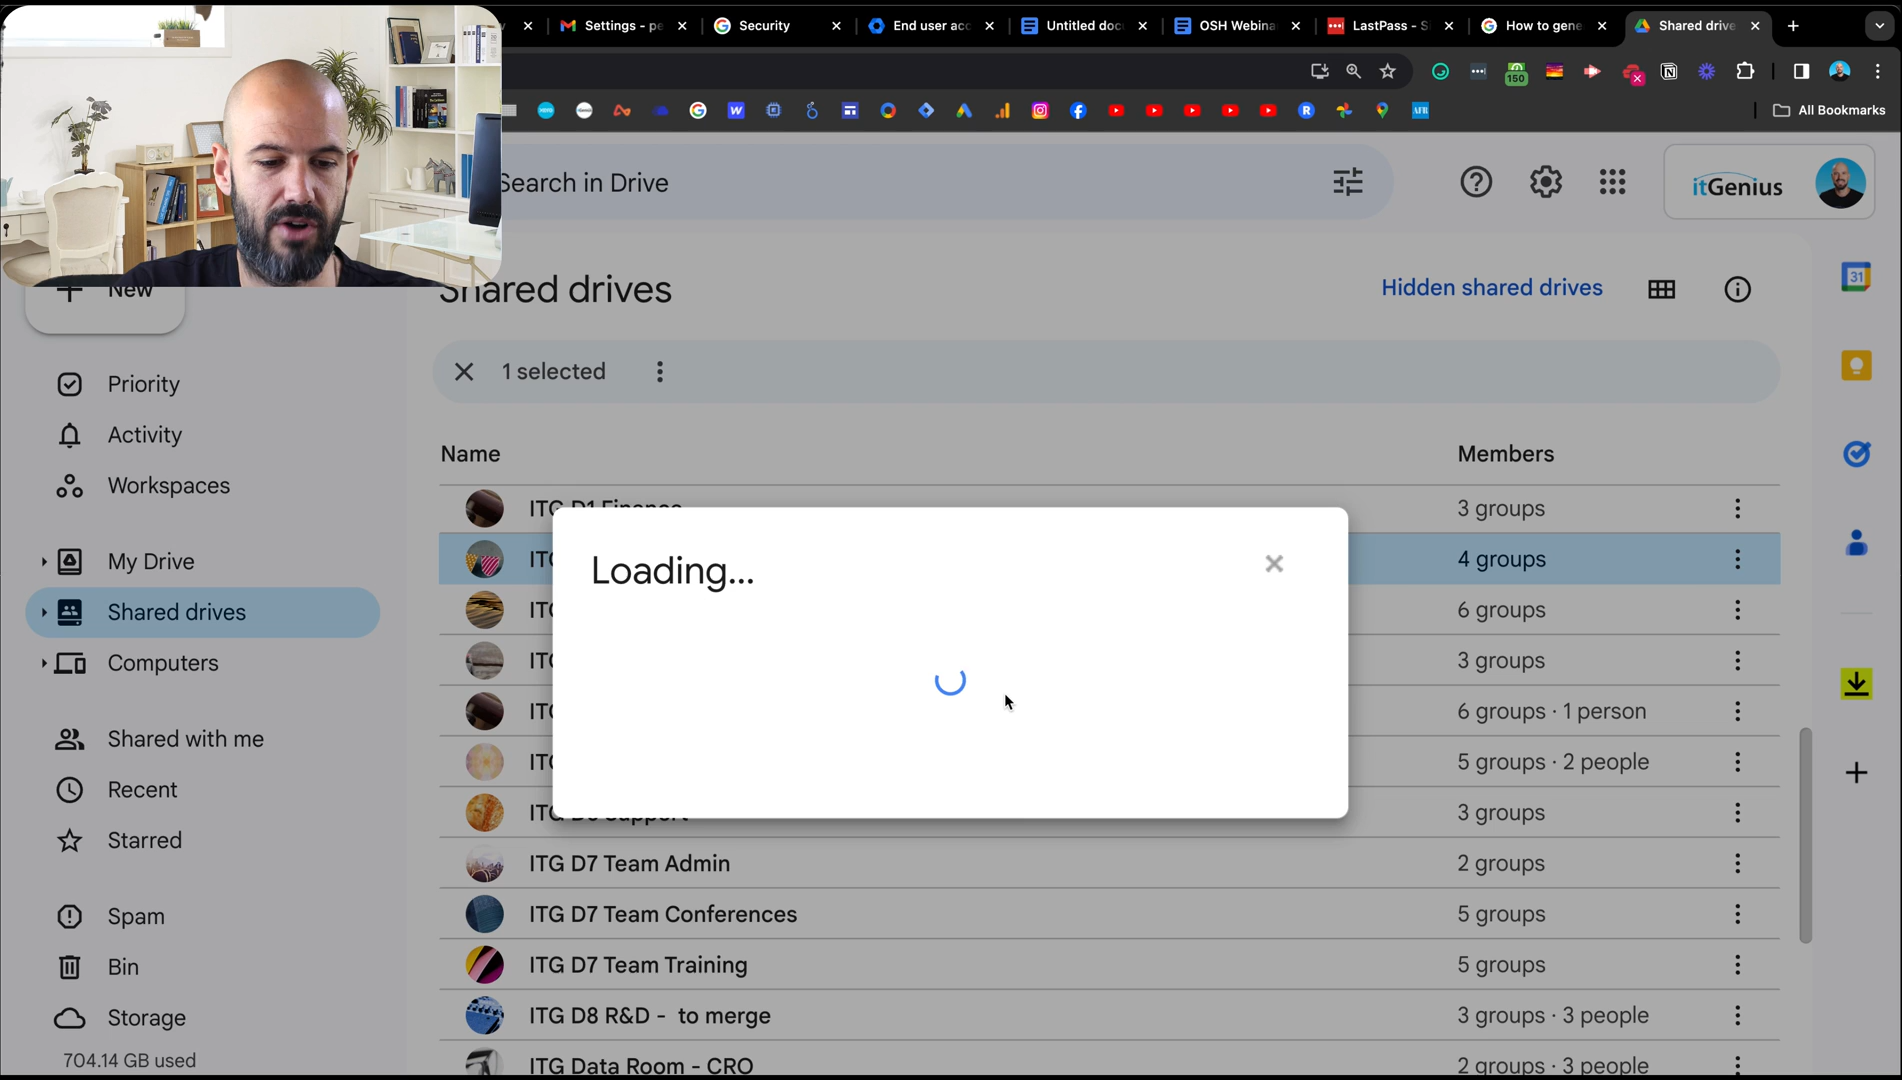 Settings - pe
Security
End user acc
Untitled doc
OSH Webina
LastPass - S
How to gene
Shared drive
150
All Bookmarks
Search in Drive
itGenius
New
Shared drives
Hidden shared drives
1 selected
Priority
Activity
Workspaces
My Drive
Shared drives
Computers
Shared with me
Recent
Starred
Spam
Bin
Storage
704.14 GB used
Name
Members
ITG D1 Finance
3 groups
4 groups
6 groups
3 groups
6 groups · 1 person
5 groups · 2 people
3 groups
Loading...
ITG D7 Team Admin
2 groups
ITG D7 Team Conferences
5 groups
ITG D7 Team Training
5 groups
ITG D8 R&D - to merge
3 groups · 3 people
ITG Data Room - CRO
2 groups · 3 people
31